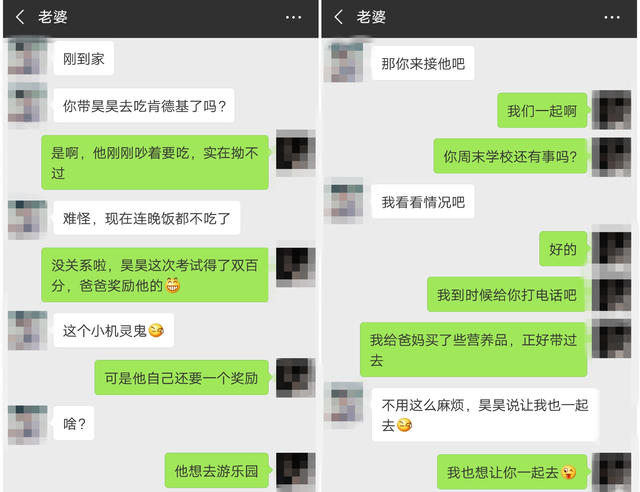 老婆
刚到家
你带昊昊去吃肯德基了吗？
是啊，他刚刚吵着要吃，实在拗不
过
难怪，现在连晚饭都不吃了
没关系啦，昊昊这次考试得了双百
分，爸爸奖励他的😁
这个小机灵鬼😜
可是他自己还要一个奖励
啥？
他想去游乐园
老婆
那你来接他吧
我们一起啊
你周末学校还有事吗?
我看看情况吧
好的
我到时候给你打电话吧
我给爸妈买了些营养品，正好带过
去
不用这么麻烦，昊昊说让我也一起
去😜
我也想让你一起去😜